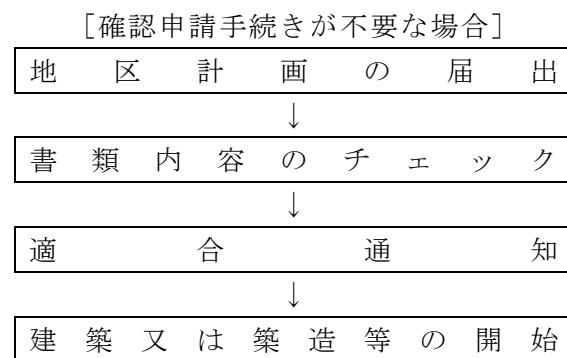 ［確認申請手続きが不要な場合］
地区計画の届出
↓
書類内容のチェック
↓
適合通知
↓
建築又は築造等の開始